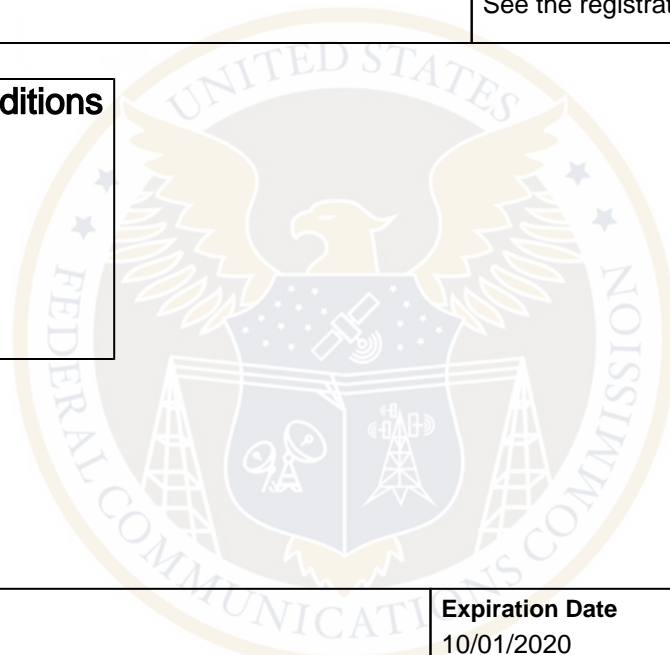 See the registrat
ditions
UNITED STATES
FEDERAL COMMUNICATIONS COMMISSION
Expiration Date
10/01/2020